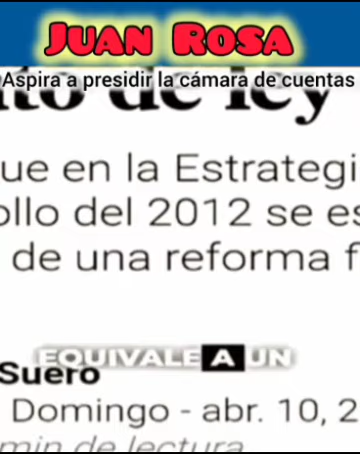 JUAN ROSA
Aspira a presidir la cámara de cuentas
to de ley
ue en la Estrategi
ollo del 2012 se es
de una reforma f
EQUIVALE A UN
Suero
Domingo - abr. 10, 2
min de lectura